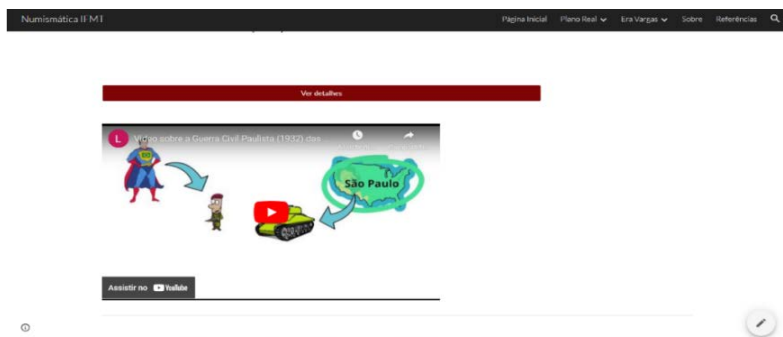 Numismática IFMT
Página Inicial Plano Real Era Vargas Sobre Referências
Ver detalhes
L Vídeo sobre a Guerra Civil Paulista (1932) das
São Paulo
Assistir no YouTube